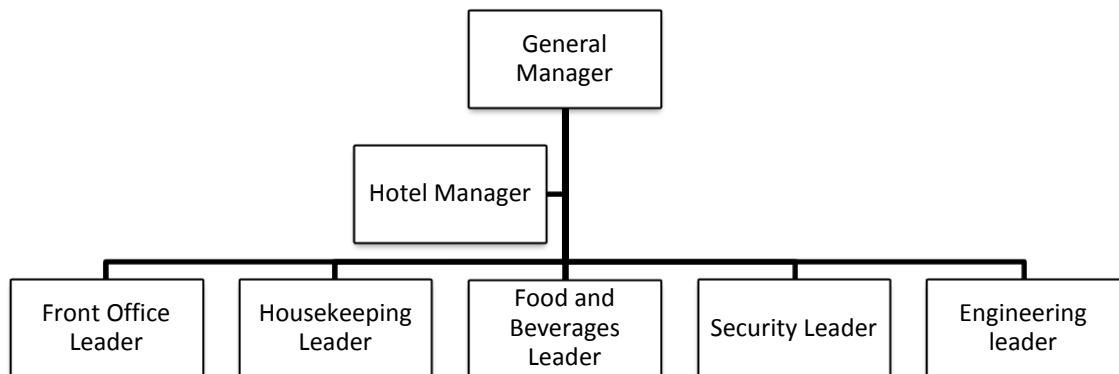 General
Manager
Hotel Manager
Front Office
Leader
Housekeeping
Leader
Food and
Beverages
Leader
Security Leader
Engineering
leader